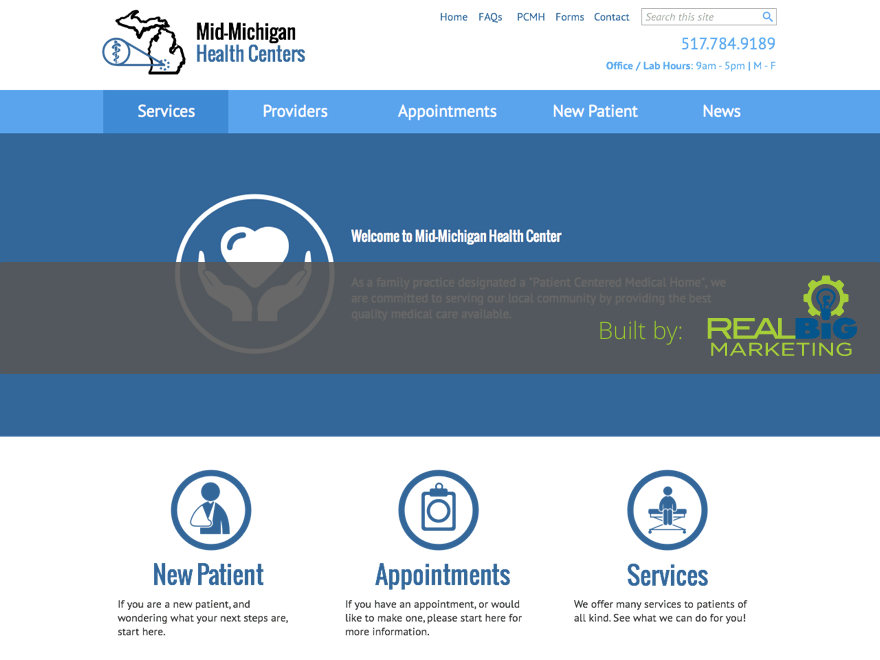 Mid-Michigan
Health Centers
Home FAQs PCMH Forms Contact
Search this site
517.784.9189
Office / Lab Hours: 9am - 5pm | M - F
Services Providers Appointments New Patient News
Welcome to Mid-Michigan Health Center
As a family practice designated a "Patient Centered Medical Home", we
are committed to serving our local community by providing the best
quality medical care available.
Built by:
REALBIG
MARKETING
New Patient
If you are a new patient, and
wondering what your next steps are,
start here.
Appointments
If you have an appointment, or would
like to make one, please start here for
more information.
Services
We offer many services to patients of
all kind. See what we can do for you!